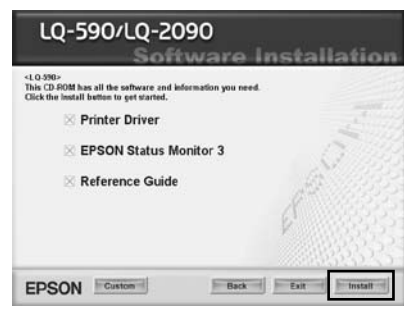 LQ-590/LQ-2090
Software Installation
<LQ-590>
This CD-ROM has all the software and information you need.
Click the Install button to get started.
Printer Driver
EPSON Status Monitor 3
Reference Guide
EPSON
EPSON
Custom
Back
Exit
Install